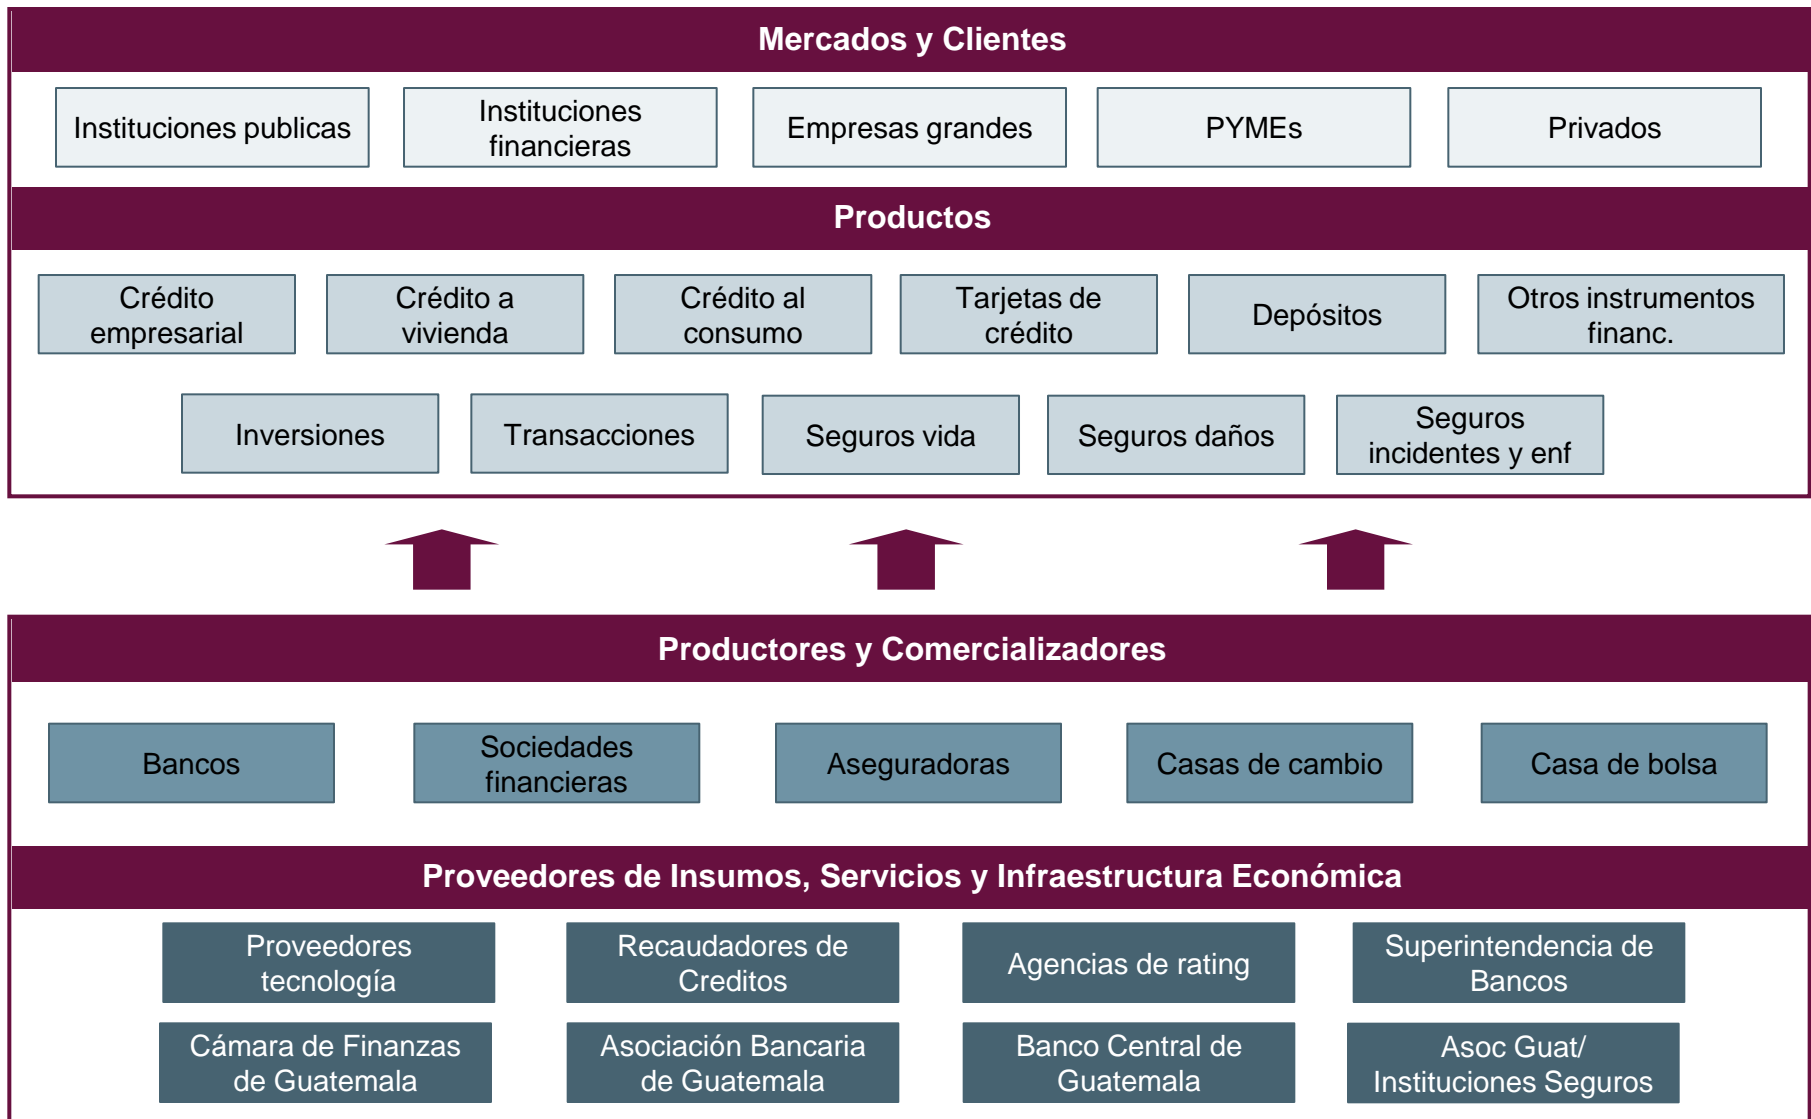 Mercados y Clientes
Instituciones publicas
Instituciones
financieras
Empresas grandes
PYMEs
Privados
Productos
Crédito
empresarial
Crédito a
vivienda
Crédito al
consumo
Tarjetas de
crédito
Depósitos
Otros instrumentos
financ.
Inversiones
Transacciones
Seguros vida
Seguros daños
Seguros
incidentes y enf
Productores y Comercializadores
Bancos
Sociedades
financieras
Aseguradoras
Casas de cambio
Casa de bolsa
Proveedores de Insumos, Servicios y Infraestructura Económica
Proveedores
tecnología
Recaudadores de
Creditos
Agencias de rating
Superintendencia de
Bancos
Cámara de Finanzas
de Guatemala
Asociación Bancaria
de Guatemala
Banco Central de
Guatemala
Asoc Guat/
Instituciones Seguros